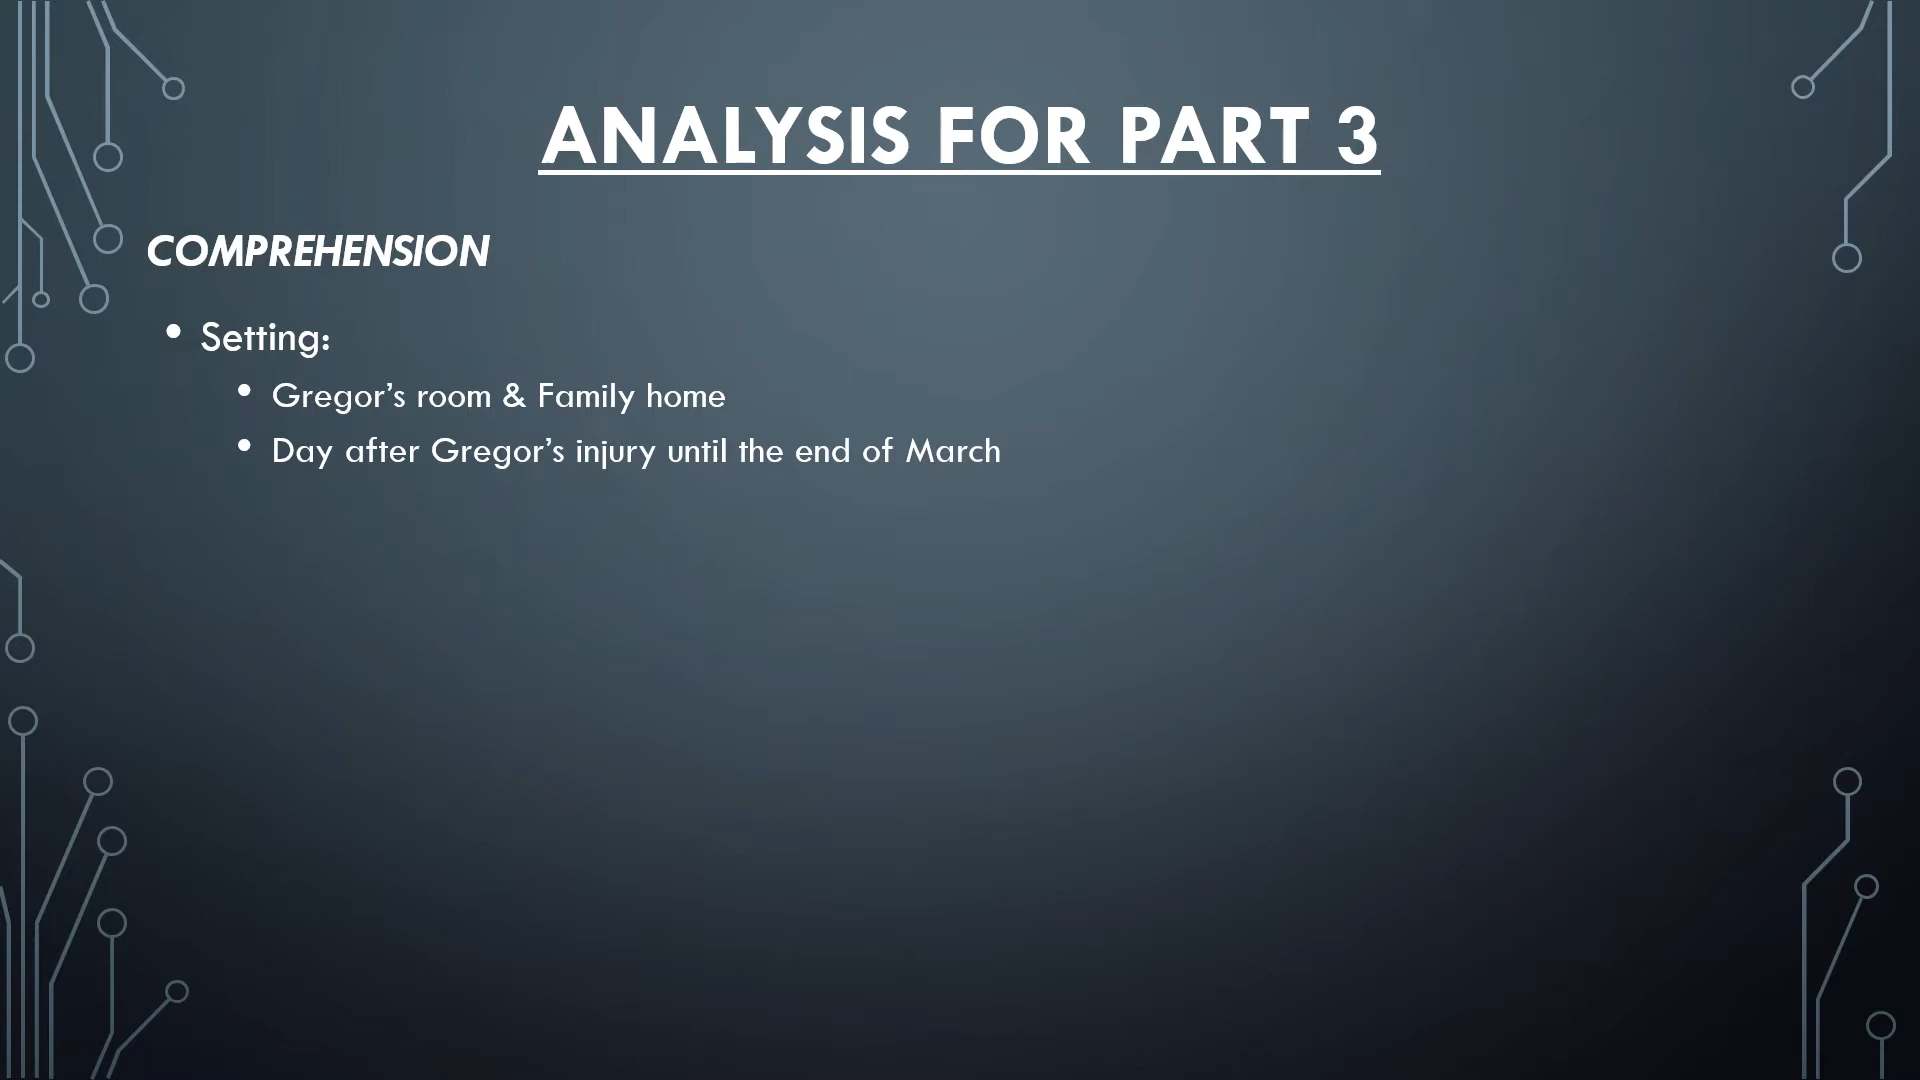 ANALYSIS FOR PART 3
COMPREHENSION
• Setting:
• Gregor’s room & Family home
• Day after Gregor’s injury until the end of March